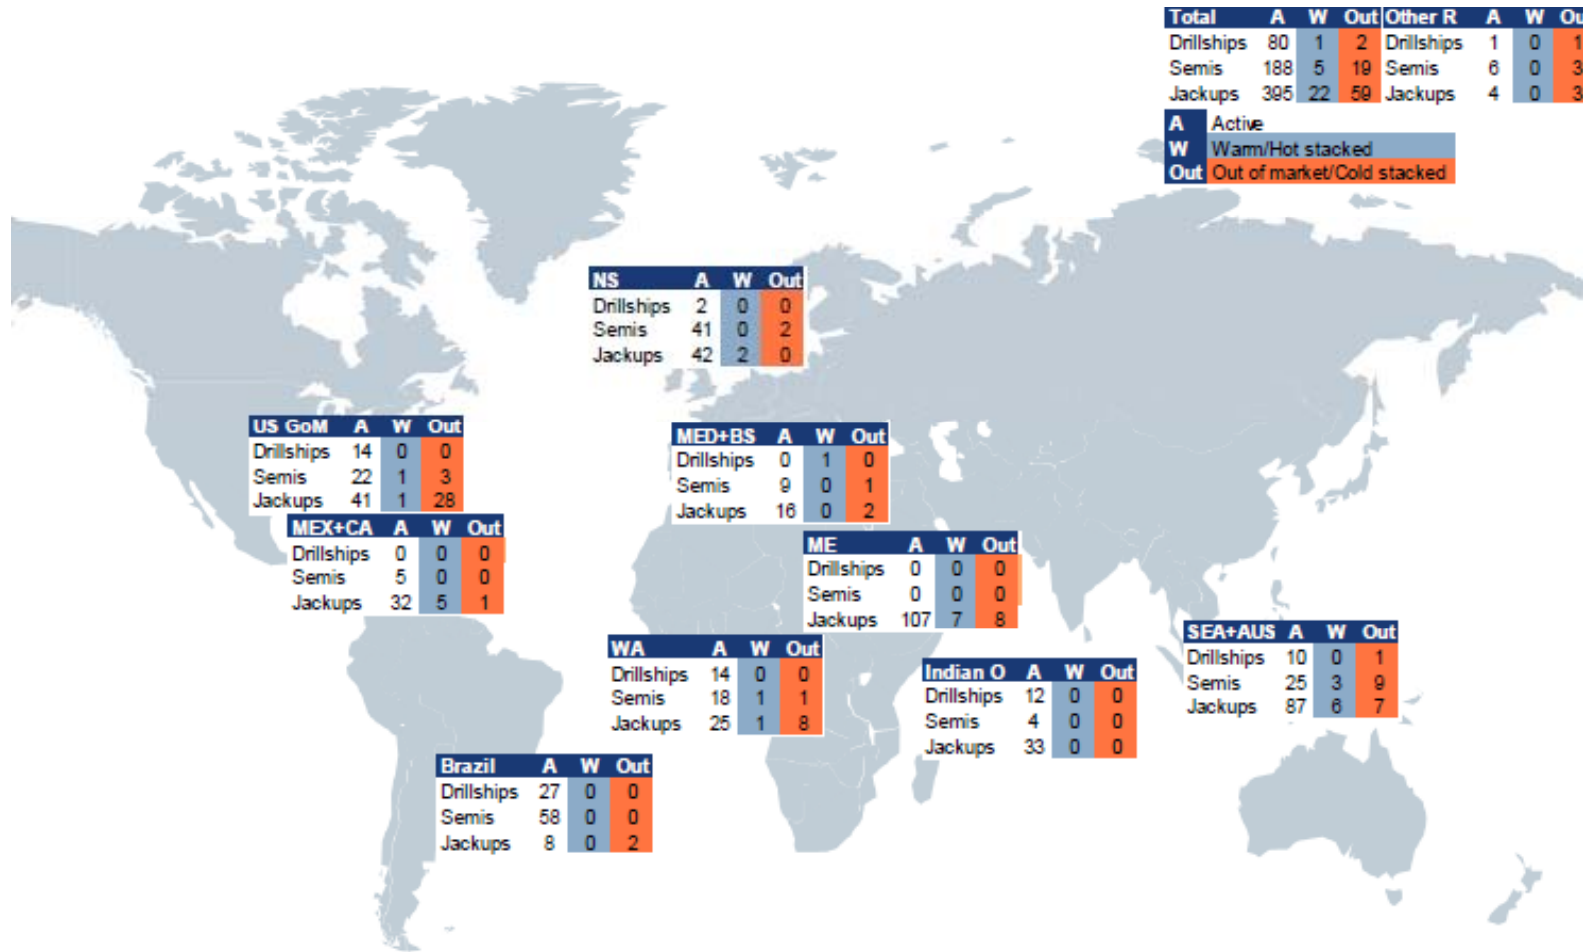 Total A W Out Other R A W Ou
Drillships 80 1 2 Drillships 1 0 1
Semis 188 5 19 Semis 6 0 3
Jackups 395 22 59 Jackups 4 0 3
A Active
W Warm/Hot stacked
Out Out of market/Cold stacked
NS A W Out
Drillships 2 0 0
Semis 41 0 2
Jackups 42 2 0
US GoM A W Out
Drillships 14 0 0
Semis 22 1 3
Jackups 41 1 28
MED+BS A W Out
Drillships 0 1 0
Semis 9 0 1
Jackups 16 0 2
MEX+CA A W Out
Drillships 0 0 0
Semis 5 0 0
Jackups 32 5 1
ME A W Out
Drillships 0 0 0
Semis 0 0 0
Jackups 107 7 8
WA A W Out
Drillships 14 0 0
Semis 18 1 1
Jackups 25 1 8
Indian O A W Out
Drillships 12 0 0
Semis 4 0 0
Jackups 33 0 0
SEA+AUS A W Out
Drillships 10 0 1
Semis 25 3 9
Jackups 87 6 7
Brazil A W Out
Drillships 27 0 0
Semis 58 0 0
Jackups 8 0 2